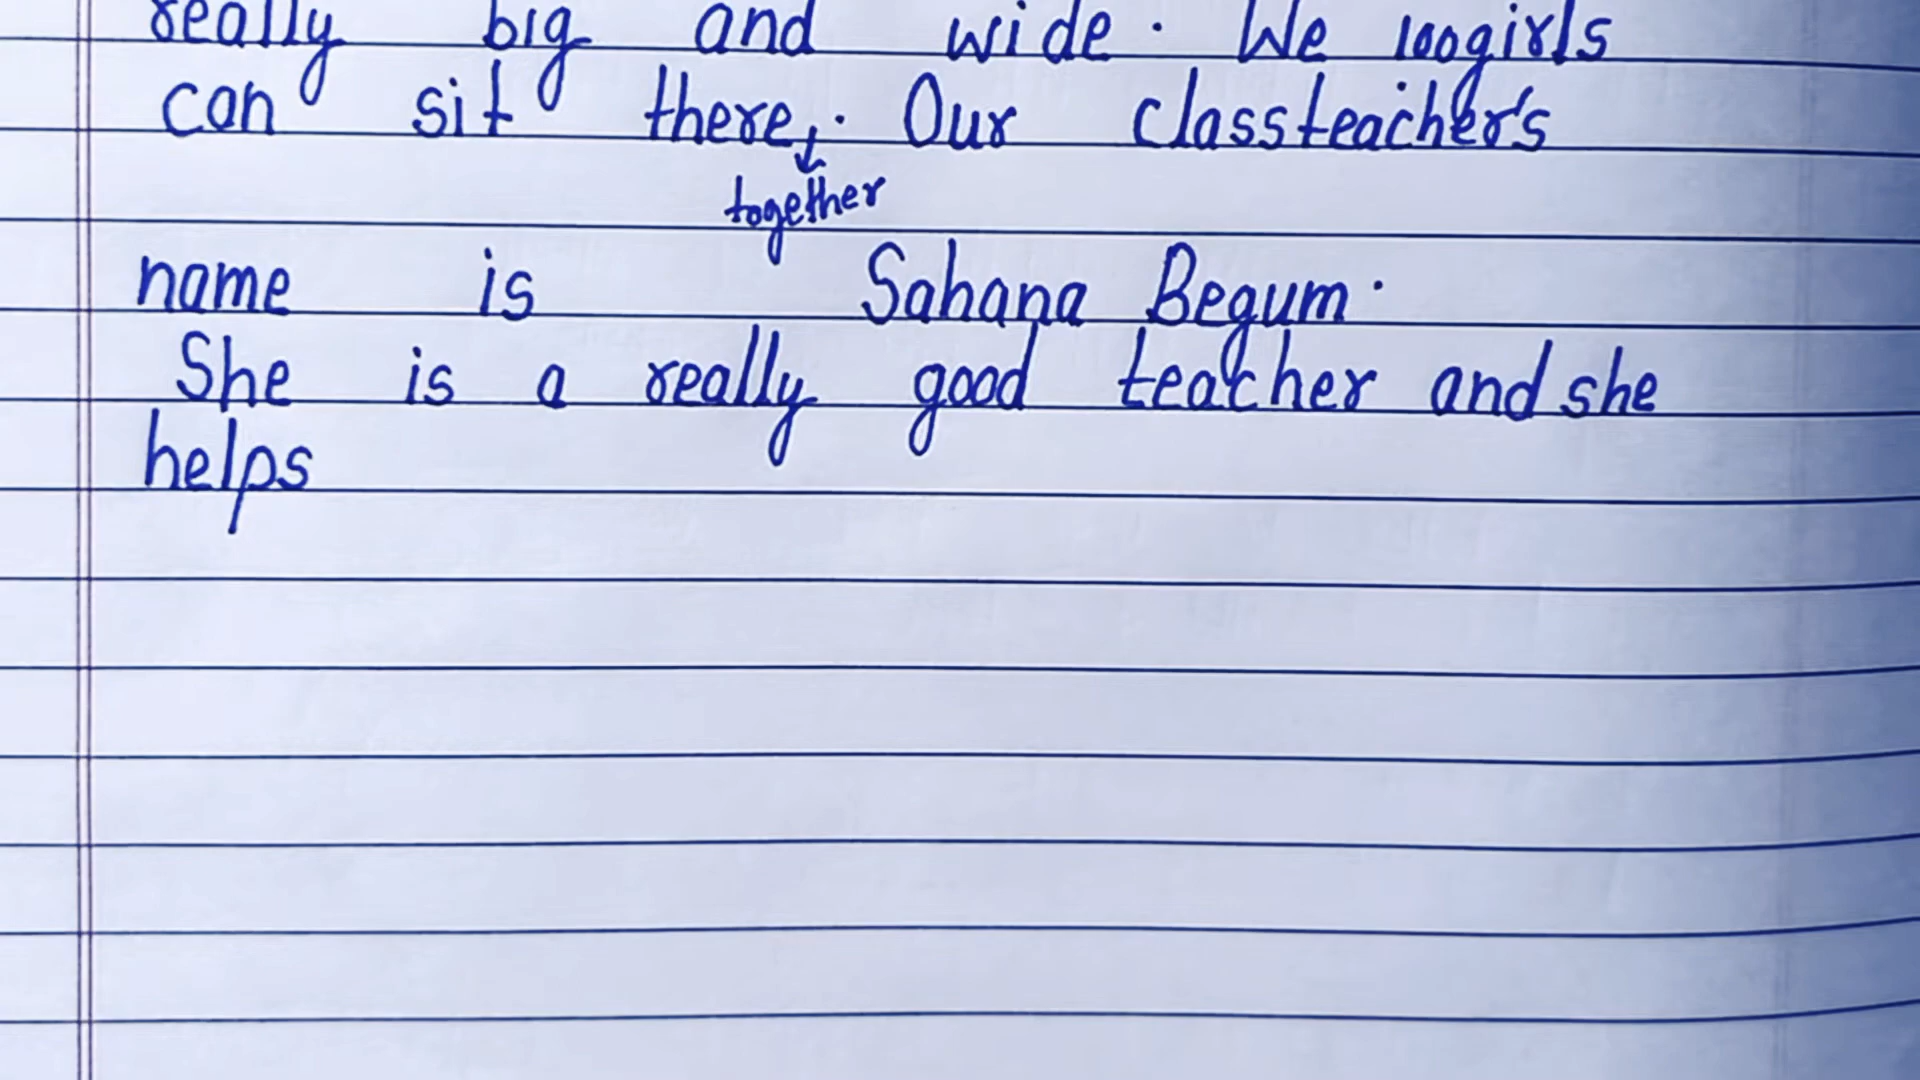 really big and wide. We 100girls
can sit there,. Our classteacher's
together
name is Sahana Begum.
She is a really good teacher and she
helps